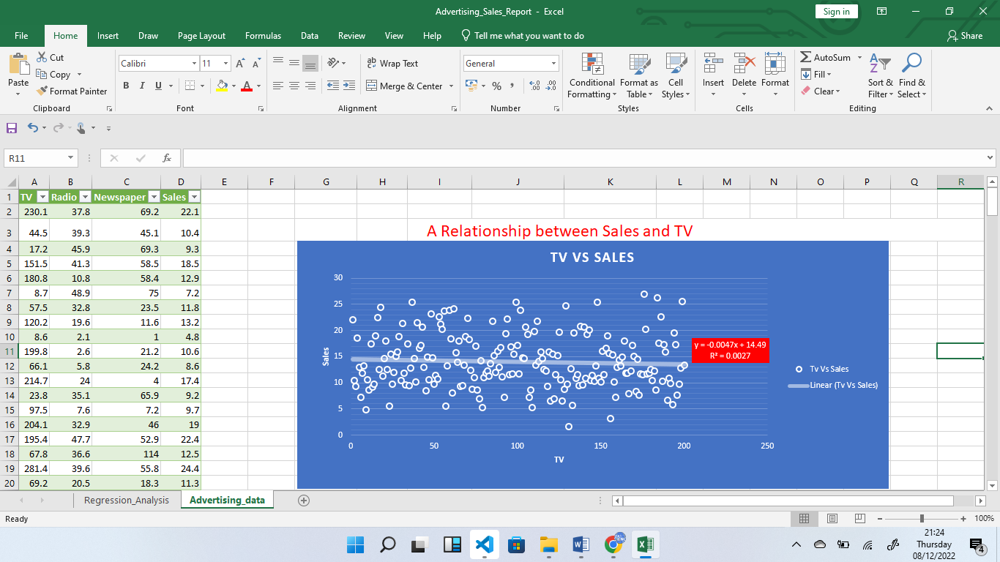 Advertising_Sales_Report - Excel
Sign in
File Home Insert Draw Page Layout Formulas Data Review View Help Tell me what you want to do Share
Paste
Cut
Copy
Format Painter
Clipboard
Calibri 11
B I U A
Font
Wrap Text
Merge & Center
Alignment
General
%
Number
Conditional Formatting
Format as Table
Cell Styles
Styles
Insert Delete Format
Cells
AutoSum
Fill
Clear
Sort & Filter
Find & Select
Editing
R11
fx
A B C D E F G H I J K L M N O P Q R
1 TV Radio Newspaper Sales
2 230.1 37.8 69.2 22.1
3 44.5 39.3 45.1 10.4
4 17.2 45.9 69.3 9.3
5 151.5 41.3 58.5 18.5
6 180.8 10.8 58.4 12.9
7 8.7 48.9 75 7.2
8 57.5 32.8 23.5 11.8
9 120.2 19.6 11.6 13.2
10 8.6 2.1 1 4.8
11 199.8 2.6 21.2 10.6
12 66.1 5.8 24.2 8.6
13 214.7 24 4 17.4
14 23.8 35.1 65.9 9.2
15 97.5 7.6 7.2 9.7
16 204.1 32.9 46 19
17 195.4 47.7 52.9 22.4
18 67.8 36.6 114 12.5
19 281.4 39.6 55.8 24.4
20 69.2 20.5 18.3 11.3
A Relationship between Sales and TV
TV VS SALES
30
25
20
15
10
5
0
Sales
0 50 100 150 200 250
TV
y = -0.0047x + 14.49
R² = 0.0027
Tv Vs Sales
Linear (Tv Vs Sales)
Regression_Analysis Advertising_data
Ready
100%
21:24
Thursday
08/12/2022
4